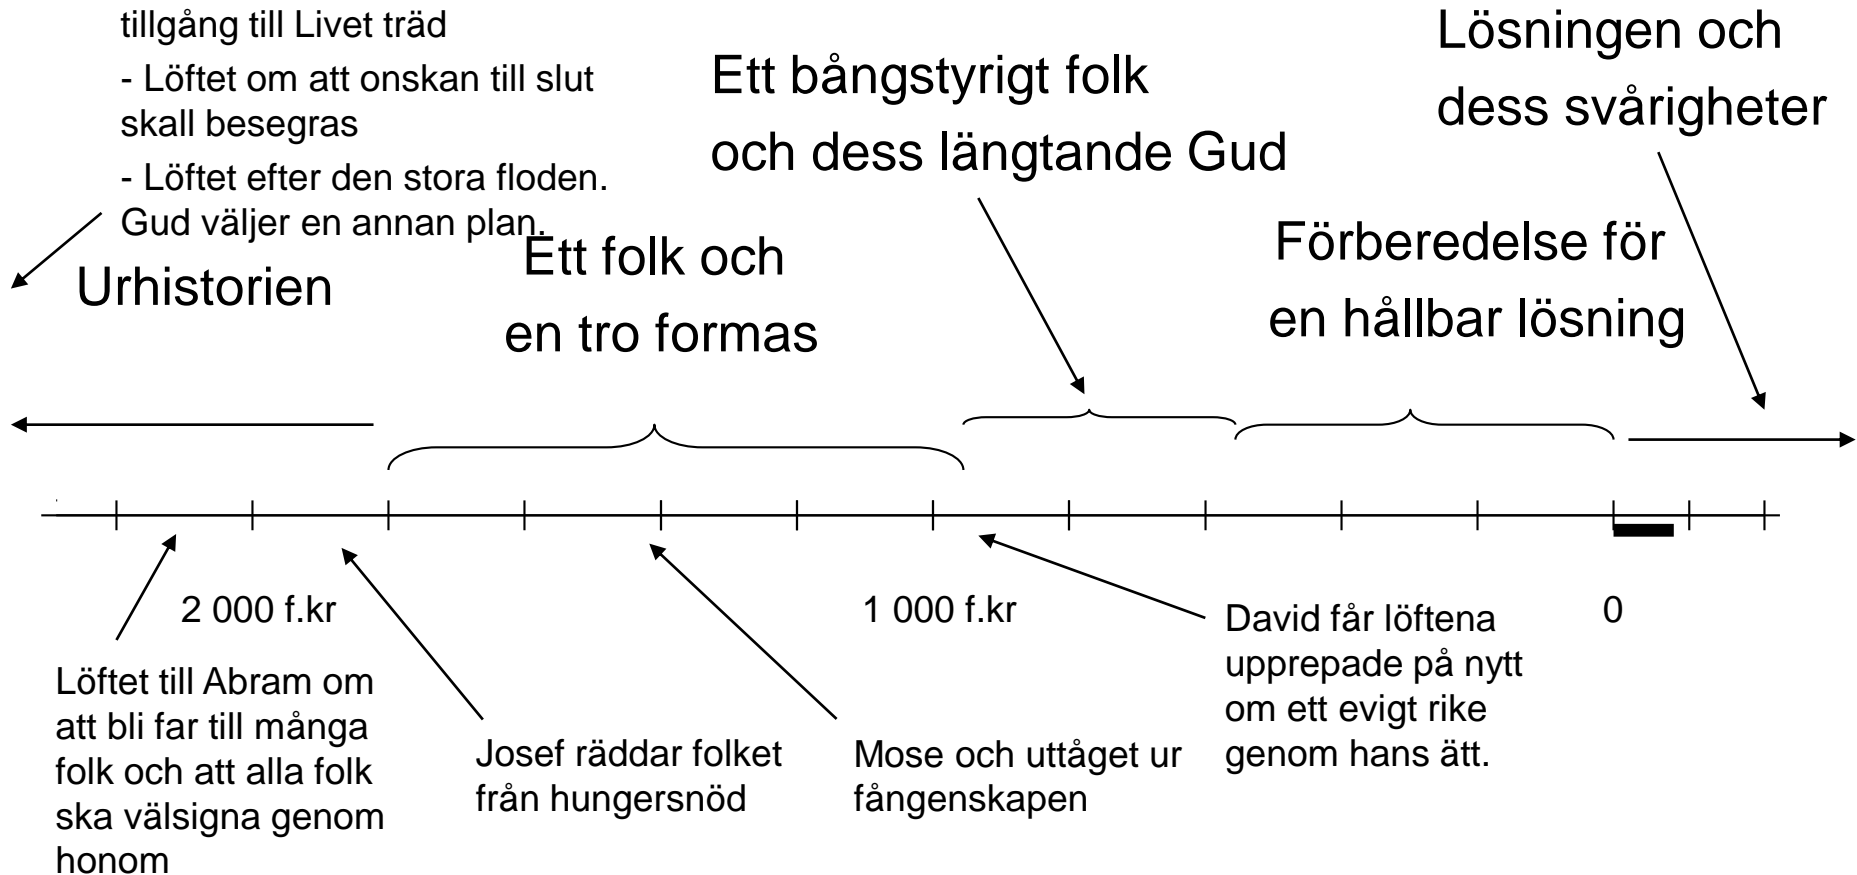 tillgång till Livet träd
- Löftet om att onskan till slut
skall besegras
- Löftet efter den stora floden.
Gud väljer en annan plan.
Urhistorien
Ett folk och
en tro formas
Ett bångstyrigt folk
och dess längtande Gud
Förberedelse för
en hållbar lösning
Lösningen och
dess svårigheter
2 000 f.kr
1 000 f.kr
0
Löftet till Abram om
att bli far till många
folk och att alla folk
ska välsigna genom
honom
Josef räddar folket
från hungersnöd
Mose och uttåget ur
fångenskapen
David får löftena
upprepade på nytt
om ett evigt rike
genom hans ätt.